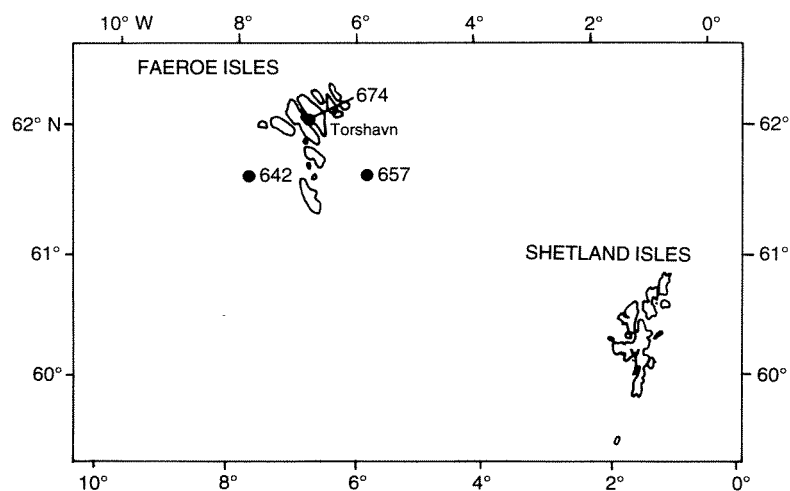 10° W 8° 6° 4° 2° 0°
FAEROE ISLES
674
62° N
Torshavn
62°
642
657
61°
SHETLAND ISLES
61°
60°
60°
10° 8° 6° 4° 2° 0°